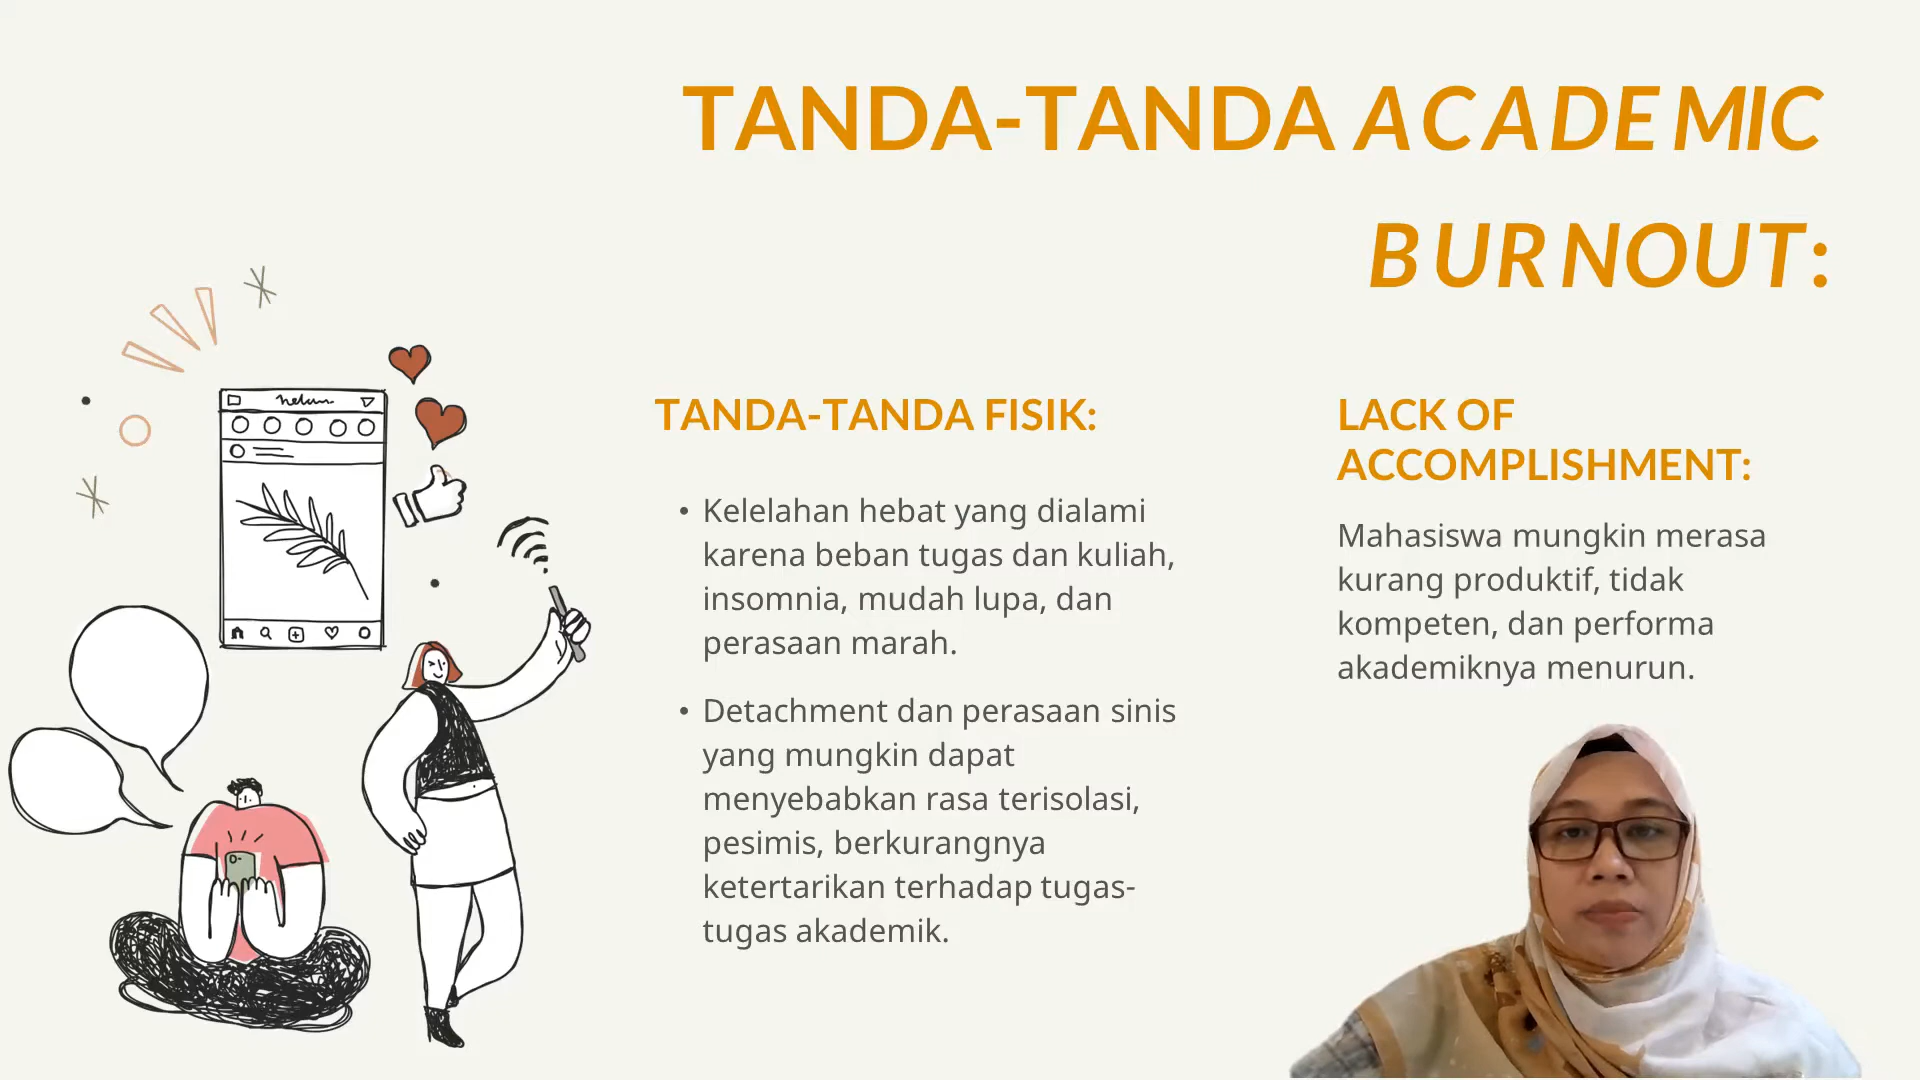 TANDA-TANDA ACADEMIC
BURNOUT:
TANDA-TANDA FISIK:
• Kelelahan hebat yang dialami
karena beban tugas dan kuliah,
insomnia, mudah lupa, dan
perasaan marah.
• Detachment dan perasaan sinis
yang mungkin dapat
menyebabkan rasa terisolasi,
pesimis, berkurangnya
ketertarikan terhadap tugas-
tugas akademik.
LACK OF
ACCOMPLISHMENT:
Mahasiswa mungkin merasa
kurang produktif, tidak
kompeten, dan performa
akademiknya menurun.